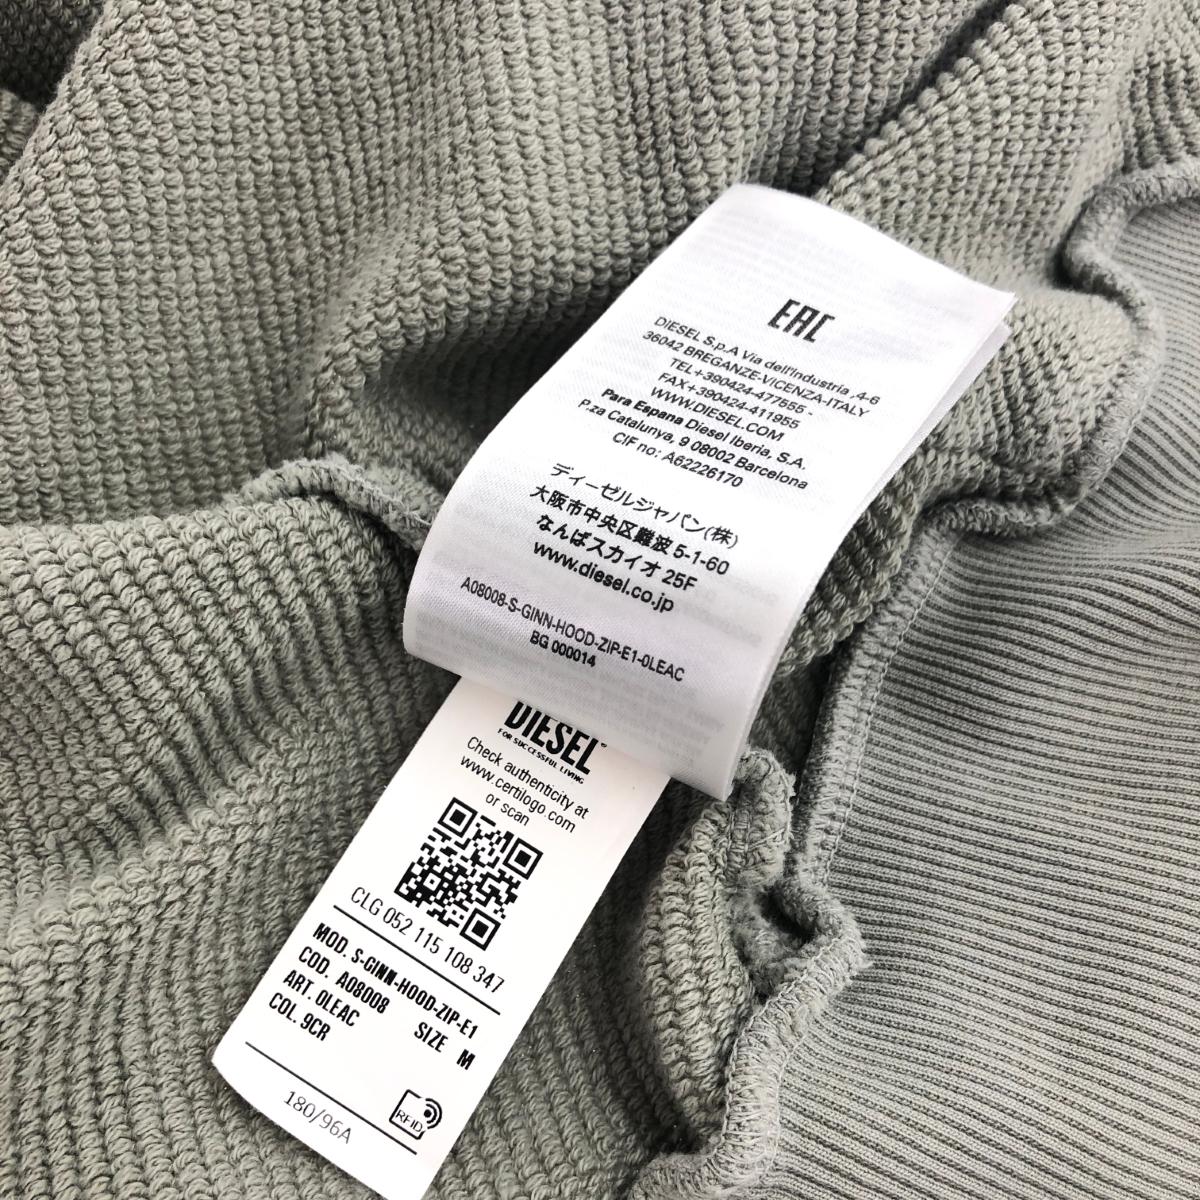 EAC
DIESEL S.p.A Via dell'industria ,4-6
36042 BREGANZE-VICENZA-ITALY
TEL+390424-477555 -
FAX+390424-411955
WWW.DIESEL.COM
Para Espana Diesel Iberia, S.A.
P.za Catalunya, 9 08002 Barcelona
CIF no: A62226170
ディーゼルジャパン(株)
大阪市中央区難波 5-1-60
なんばスカイオ 25F
www.diesel.co.jp
A08008-S-GINN-HOOD-ZIP-E1-0LEAC
BG 000014
DIESEL®
FOR SUCCESSFUL LIVING
Check authenticity at
www.certilogo.com
or scan
CLG 052 115 108 347
MOD. S-GINN-HOOD-ZIP-E1
COD. A08008 SIZE M
ART. 0LEAC
COL. 9CR
180/96A
RFID